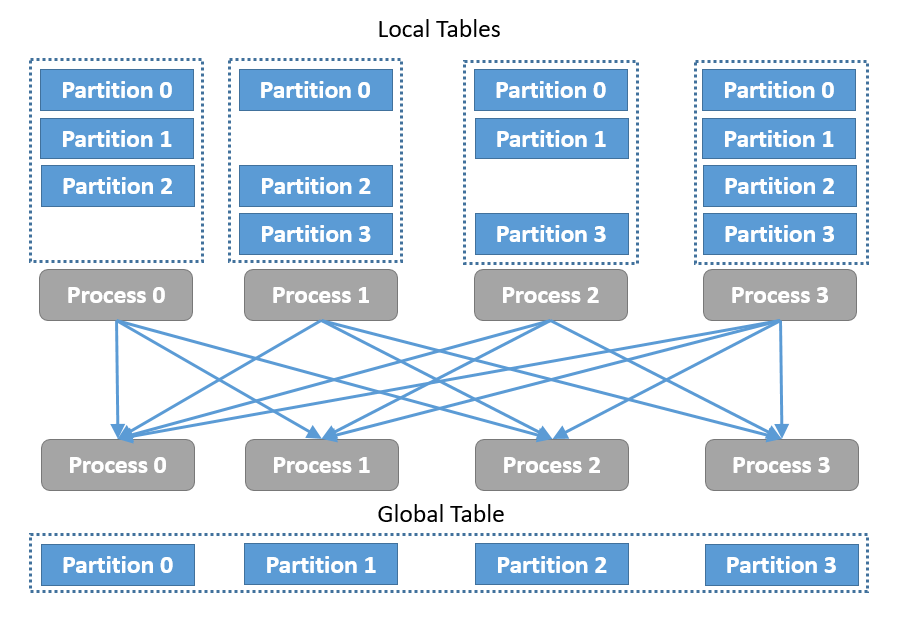 Local Tables
Partition 0
Partition 0
Partition 0
Partition 0
Partition 1
Partition 1
Partition 1
Partition 2
Partition 2
Partition 2
Partition 3
Partition 3
Partition 3
Process 0
Process 1
Process 2
Process 3
Process 0
Process 1
Process 2
Process 3
Global Table
Partition 0
Partition 1
Partition 2
Partition 3